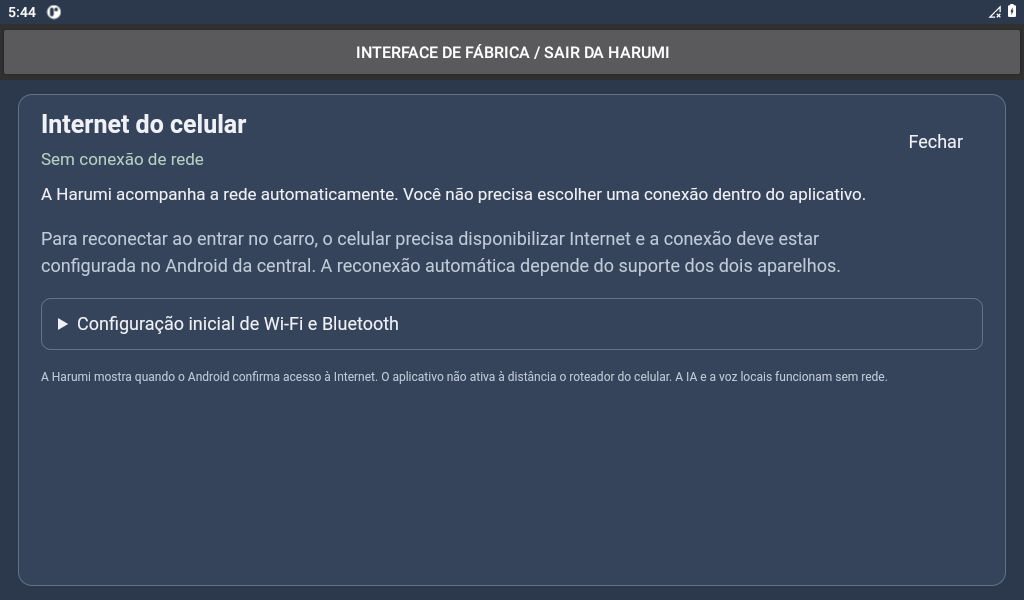 5:44
INTERFACE DE FÁBRICA / SAIR DA HARUMI
Internet do celular
Fechar
Sem conexão de rede
A Harumi acompanha a rede automaticamente. Você não precisa escolher uma conexão dentro do aplicativo.
Para reconectar ao entrar no carro, o celular precisa disponibilizar Internet e a conexão deve estar
configurada no Android da central. A reconexão automática depende do suporte dos dois aparelhos.
Configuração inicial de Wi-Fi e Bluetooth
A Harumi mostra quando o Android confirma acesso à Internet. O aplicativo não ativa à distância o roteador do celular. A IA e a voz locais funcionam sem rede.